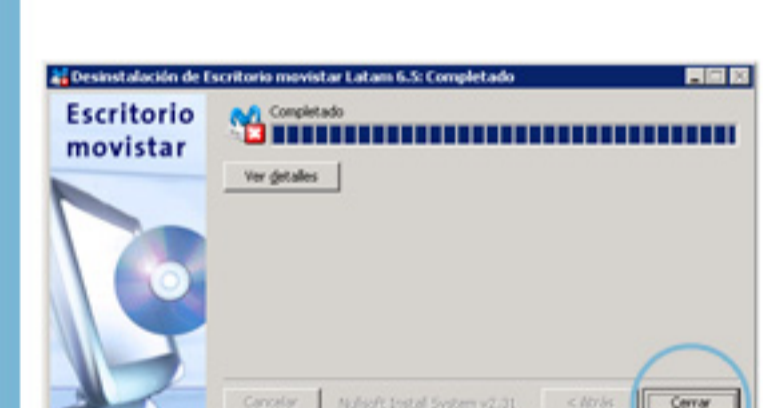 Desinstalación de Escritorio movistar Latam 6.5: Completado
Escritorio
movistar
Completado
Ver detalles
Cancelar
Nullsoft Install System v2.31
< Atrás
Cerrar